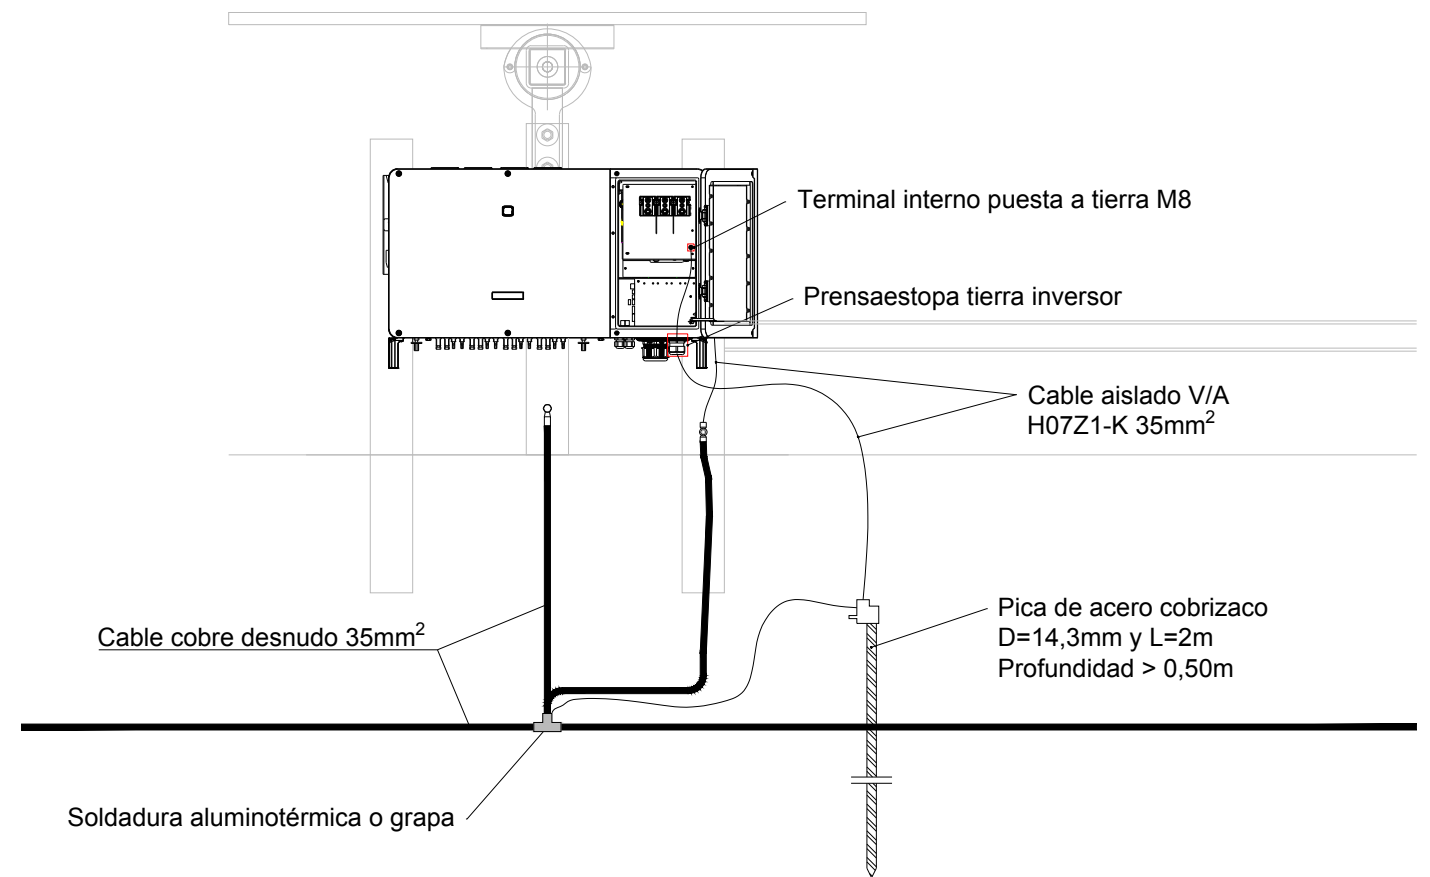 Terminal interno puesta a tierra M8
Prensaestopa tierra inversor
Cable aislado V/A
H07Z1-K 35mm²
Pica de acero cobrizaco
D=14,3mm y L=2m
Profundidad > 0,50m
Cable cobre desnudo 35mm²
Soldadura aluminotérmica o grapa